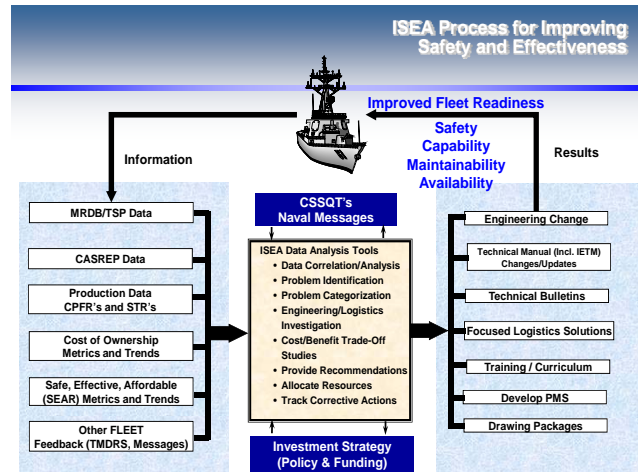 ISEA Process for Improving
Safety and Effectiveness
Improved Fleet Readiness
Safety
Capability
Maintainability
Availability
Information
Results
MRDB/TSP Data
CASREP Data
Production Data
CPFR's and STR's
Cost of Ownership
Metrics and Trends
Safe, Effective, Affordable
(SEAR) Metrics and Trends
Other FLEET
Feedback (TMDRS, Messages)
CSSQT's
Naval Messages
ISEA Data Analysis Tools
• Data Correlation/Analysis
• Problem Identification
• Problem Categorization
• Engineering/Logistics
Investigation
• Cost/Benefit Trade-Off
Studies
• Provide Recommendations
• Allocate Resources
• Track Corrective Actions
Investment Strategy
(Policy & Funding)
Engineering Change
Technical Manual (Incl. IETM)
Changes/Updates
Technical Bulletins
Focused Logistics Solutions
Training / Curriculum
Develop PMS
Drawing Packages